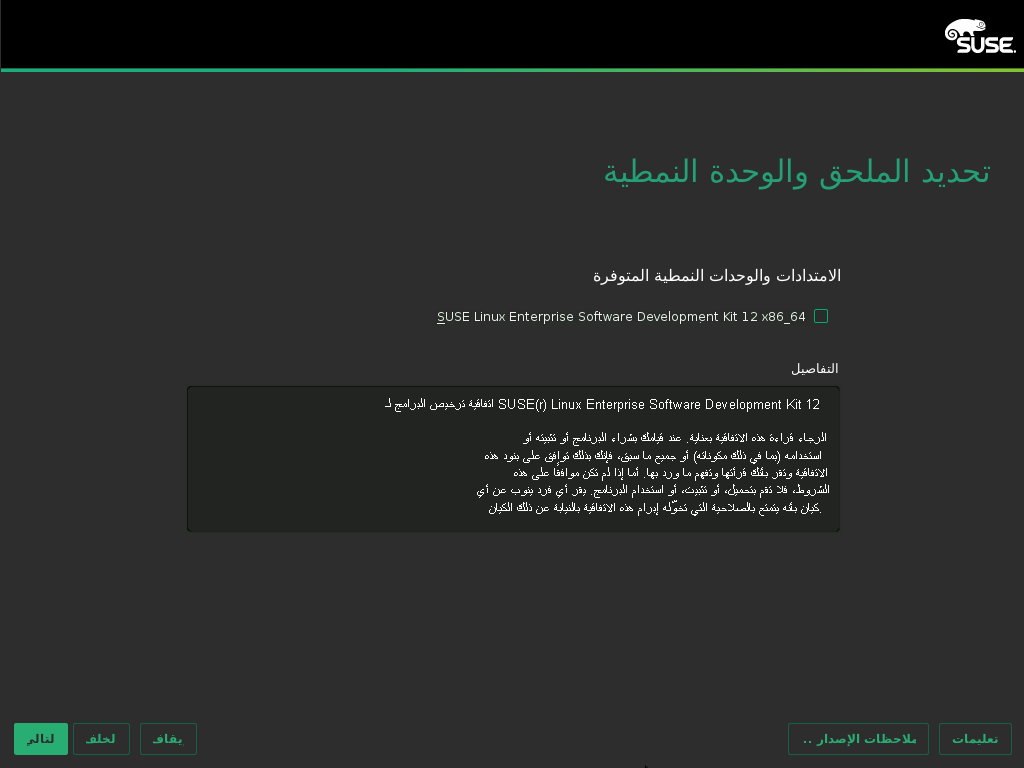 SUSE.
تحديد الملحق والوحدة النمطية
الامتدادات والوحدات النمطية المتوفرة
SUSE Linux Enterprise Software Development Kit 12 x86_64
التفاصيل
اتفاقية ترخيص البرامج لـ SUSE(r) Linux Enterprise Software Development Kit 12
الرجاء قراءة هذه الاتفاقية بعناية. عند قيامك بشراء البرنامج أو تثبيته أو
استخدامه (بما في ذلك مكوناته) أو جميع ما سبق، فإنك بذلك توافق على بنود هذه
الاتفاقية وتقر بأنك قرأتها وتفهم ما ورد بها. أما إذا لم تكن موافقًا على هذه
الشروط، فلا تقم بتحميل، أو تثبيت، أو استخدام البرنامج. يقر أي فرد ينوب عن أي
كيان بأنه يتمتع بالصلاحية التي تخوّله إبرام هذه الاتفاقية بالنيابة عن ذلك الكيان.
تعليمات
ملاحظات الإصدار ..
يقاف
لخلف
لتالي